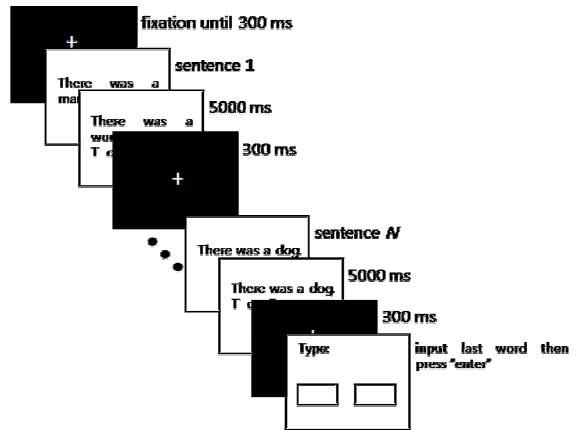 fixation until 300 ms
sentence 1
There was a
5000 ms
There was a
T
300 ms
sentence N
There was a dog.
5000 ms
There was a dog.
T
300 ms
Type:
input last word then
press "enter"